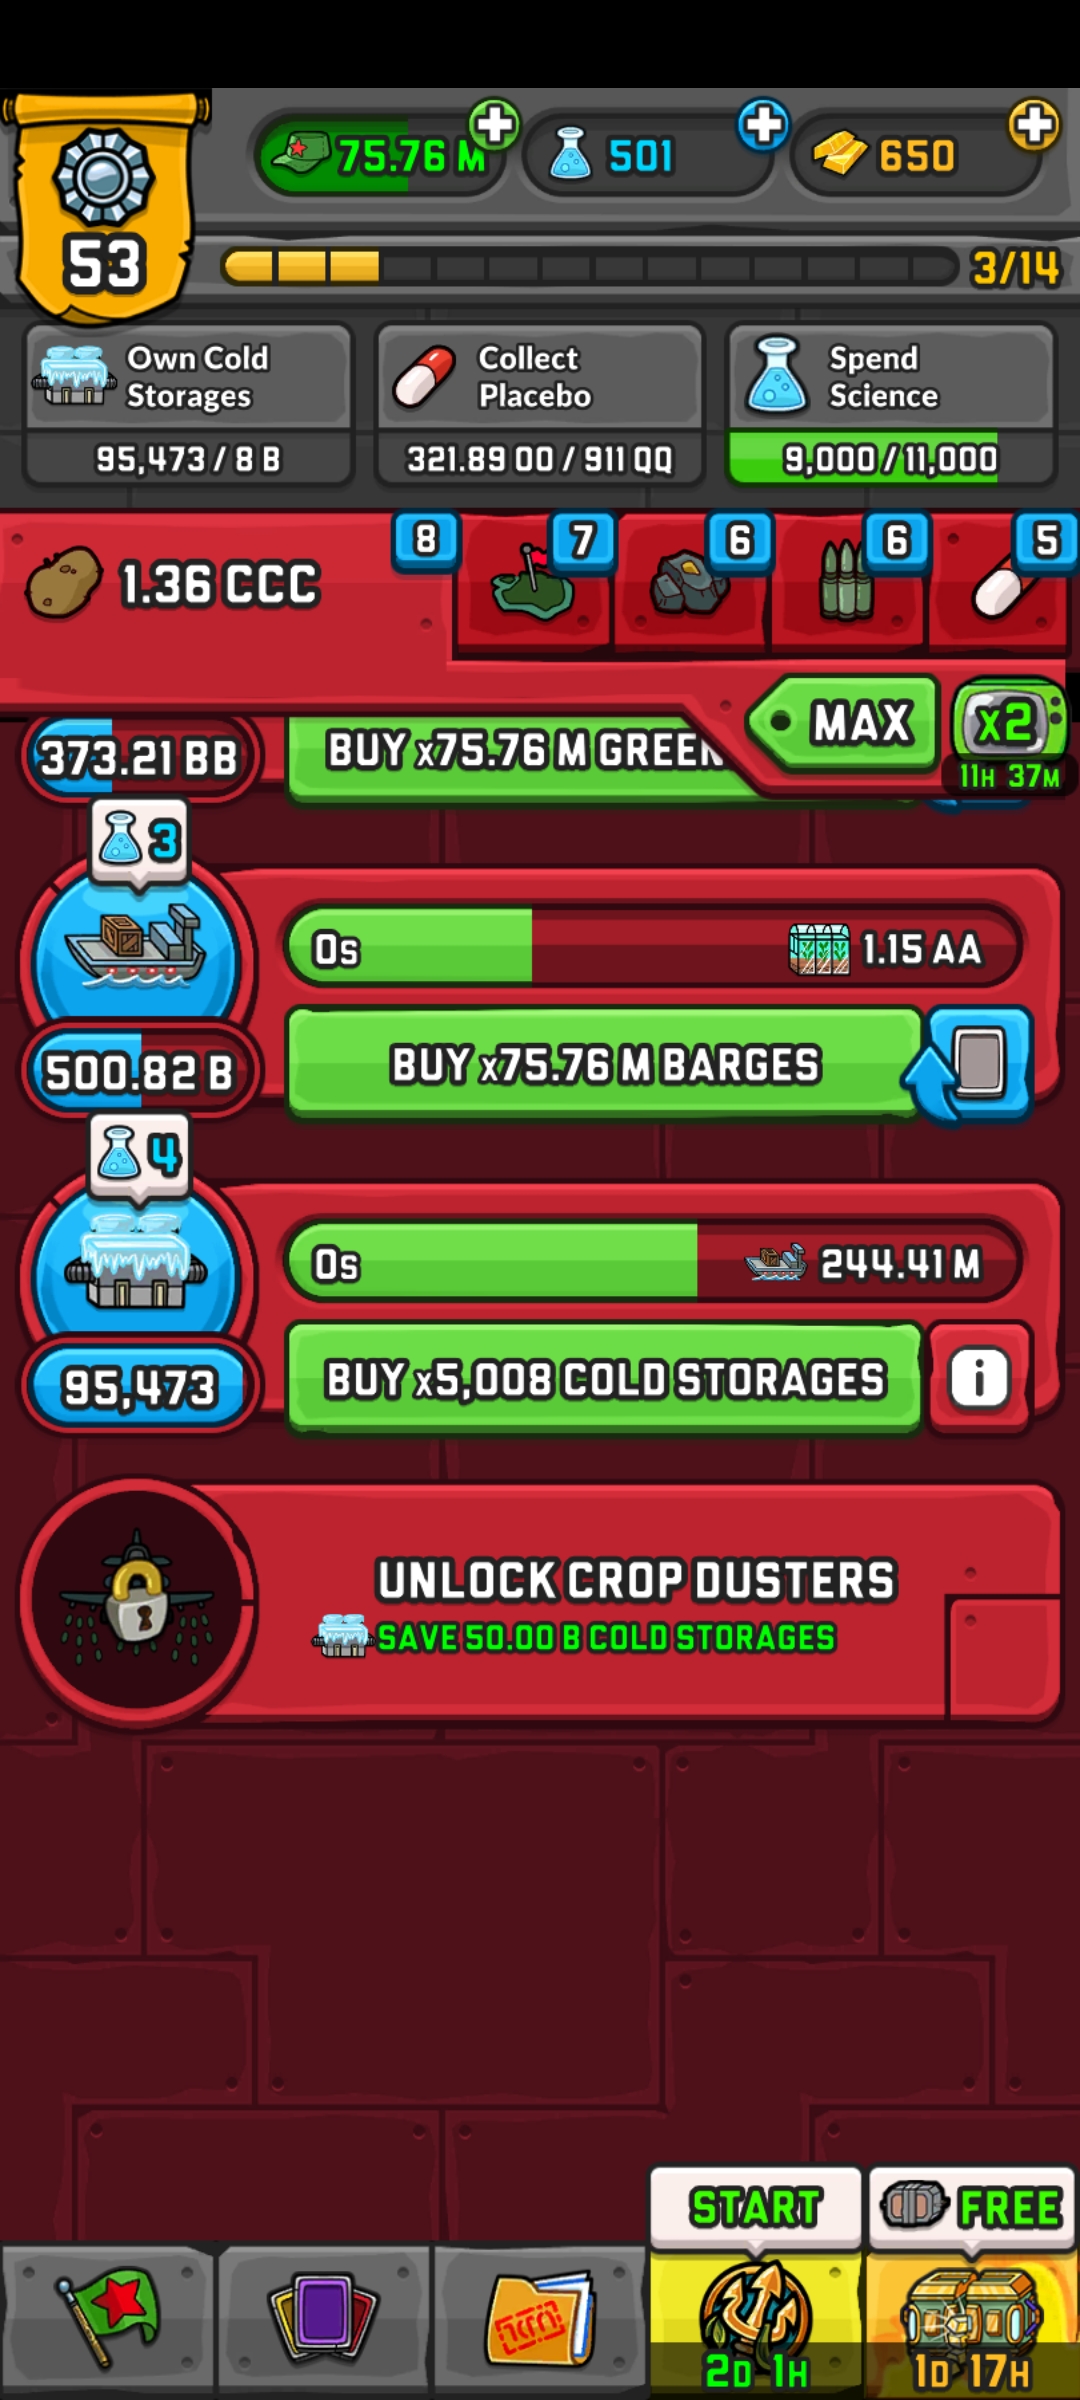 75.76 M
501
650
53
3/14
Own Cold
Storages
95,473 / 8 B
Collect
Placebo
321.89 OO / 911 QQ
Spend
Science
9,000 / 11,000
1.36 CCC
8
7
6
6
5
MAX
x2
11H 37M
373.21 BB
BUY x75.76 M GREEN
3
0s
1.15 AA
500.82 B
BUY x75.76 M BARGES
4
0s
244.41 M
95,473
BUY x5,008 COLD STORAGES
i
UNLOCK CROP DUSTERS
SAVE 50.00 B COLD STORAGES
START
FREE
2D 1H
1D 17H